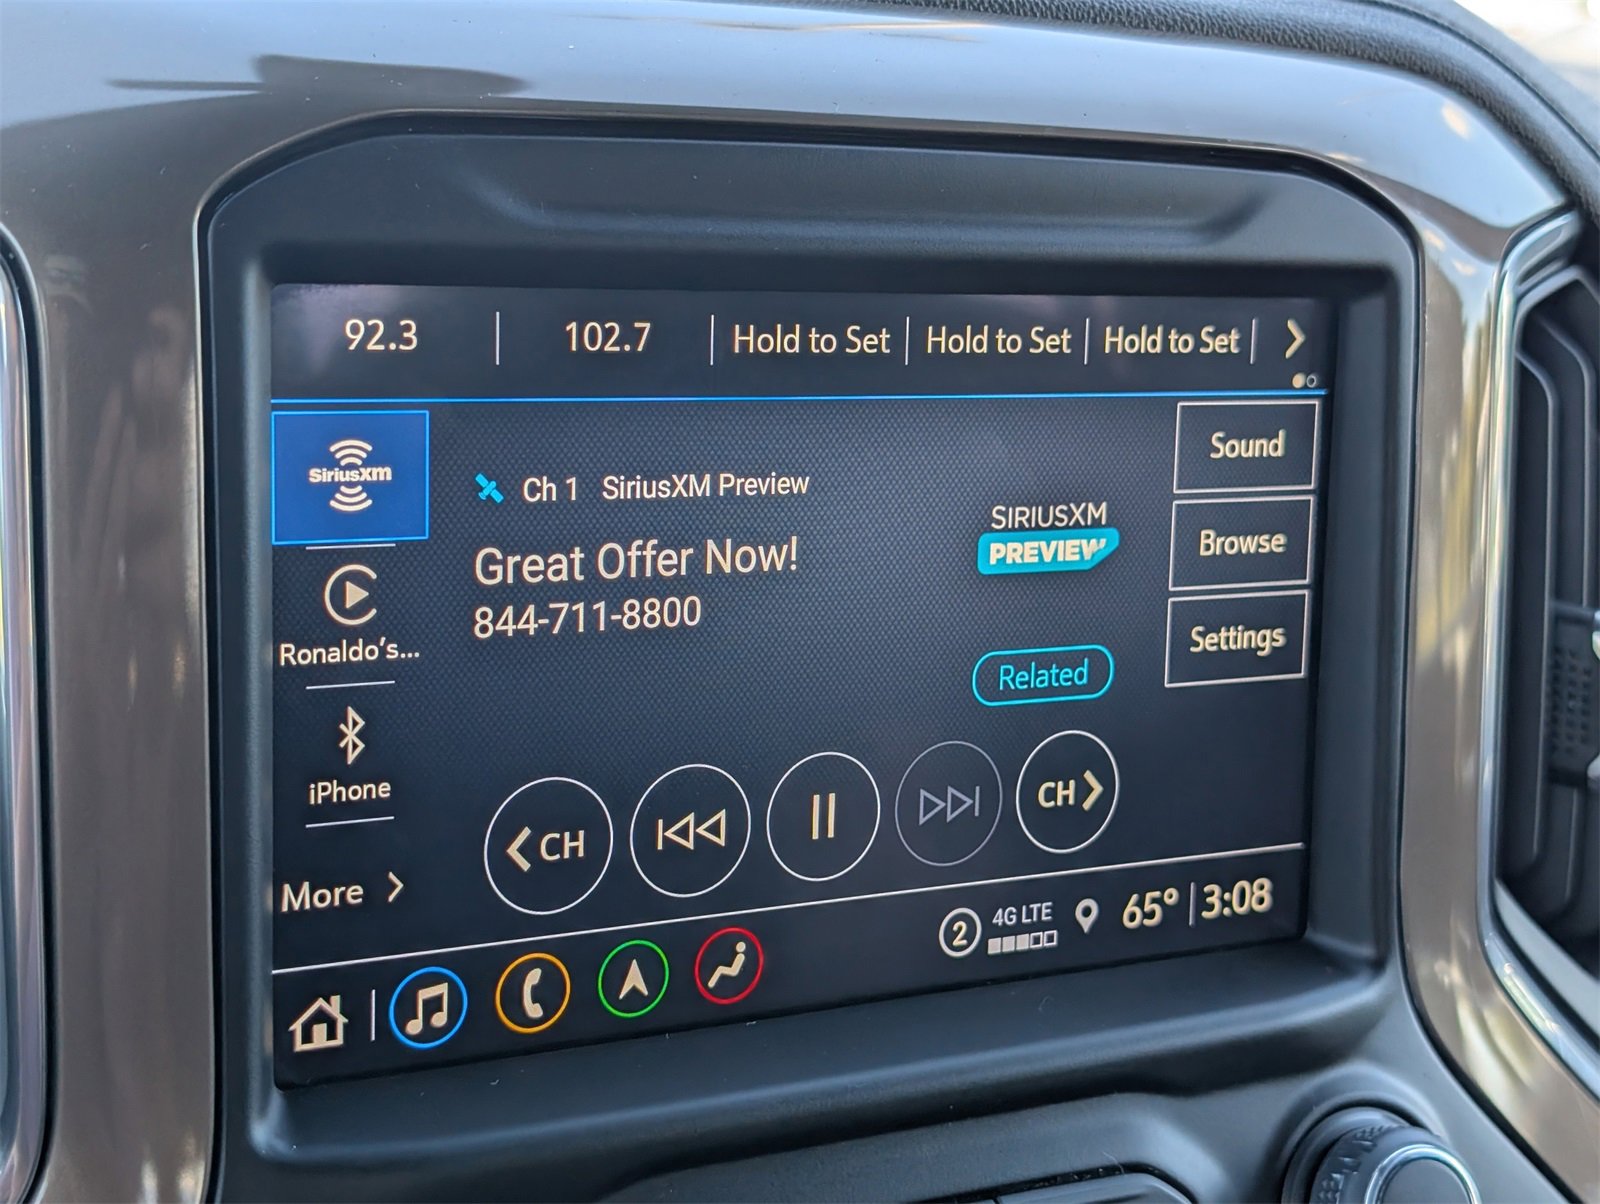 92.3
102.7
Hold to Set
Hold to Set
Hold to Set
SiriusXM
Ch 1 SiriusXM Preview
Great Offer Now!
844-711-8800
SIRIUSXM
PREVIEW
Related
Sound
Browse
Settings
Ronaldo's...
iPhone
More
CH
CH
2
4G LTE
65°
3:08